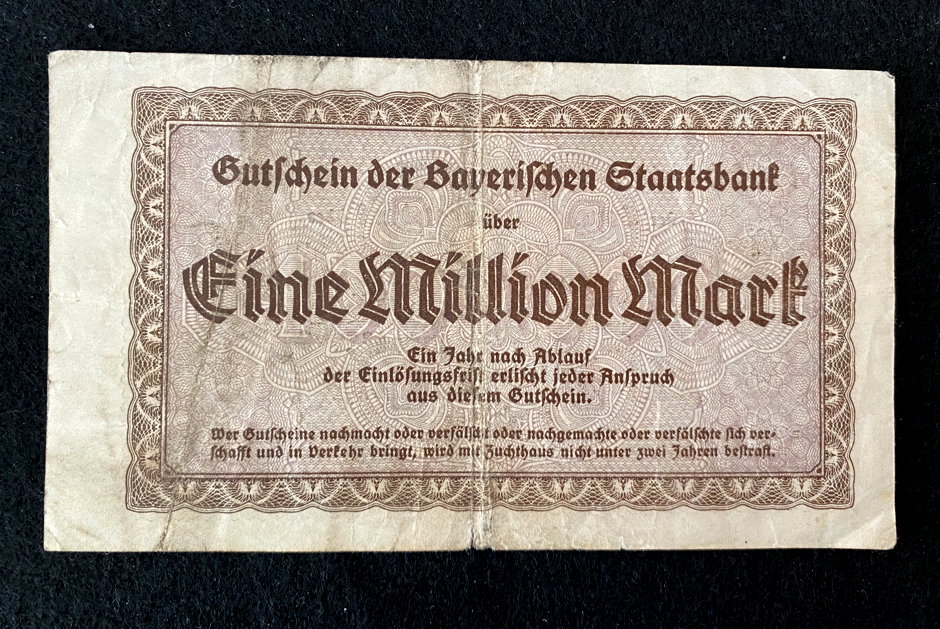 Gutschein der Bayerischen Staatsbank
über
Eine Million Mark
Ein Jahr nach Ablauf
der Einlösungsfrist erlischt jeder Anspruch
aus diesem Gutschein.
Wer Gutscheine nachmacht oder verfälscht oder nachgemachte oder verfälschte sich ver-
schafft und in Verkehr bringt, wird mit Zuchthaus nicht unter zwei Jahren bestraft.